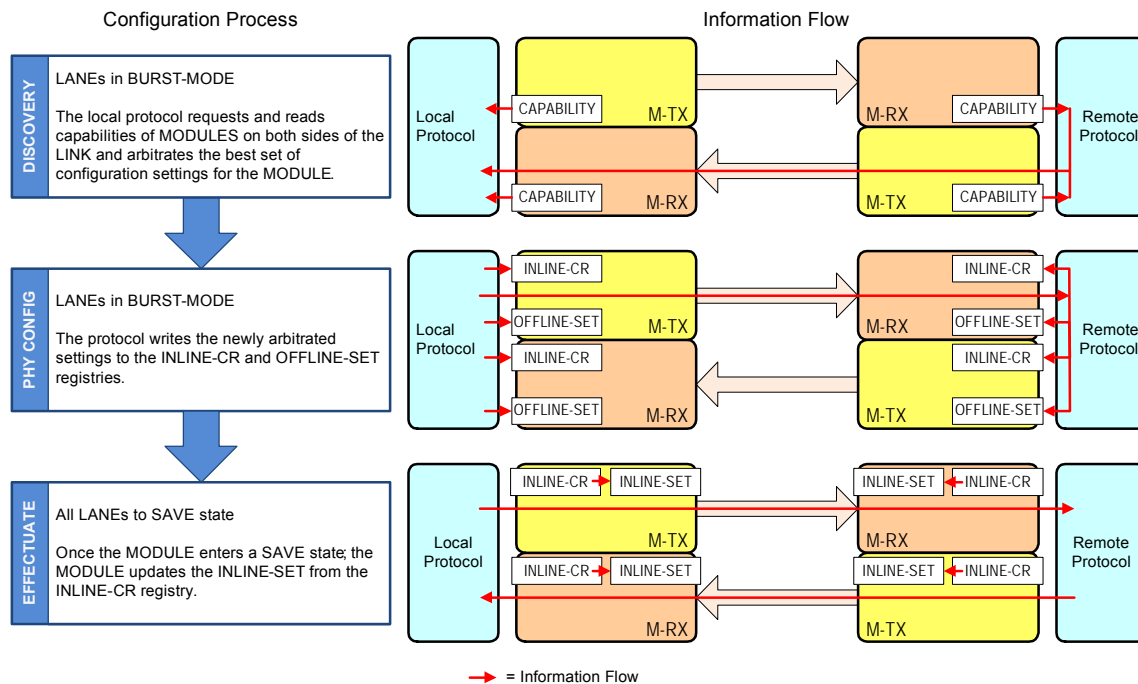 Configuration Process
Information Flow
DISCOVERY
LANEs in BURST-MODE
The local protocol requests and reads
capabilities of MODULES on both sides of the
LINK and arbitrates the best set of
configuration settings for the MODULE.
Local
Protocol
CAPABILITY
M-TX
CAPABILITY
M-RX
M-RX
CAPABILITY
M-TX
CAPABILITY
Remote
Protocol
PHY CONFIG
LANEs in BURST-MODE
The protocol writes the newly arbitrated
settings to the INLINE-CR and OFFLINE-SET
registries.
Local
Protocol
INLINE-CR
OFFLINE-SET
M-TX
INLINE-CR
OFFLINE-SET
M-RX
INLINE-CR
M-RX
OFFLINE-SET
INLINE-CR
M-TX
OFFLINE-SET
Remote
Protocol
EFFECTUATE
All LANEs to SAVE state
Once the MODULE enters a SAVE state; the
MODULE updates the INLINE-SET from the
INLINE-CR registry.
Local
Protocol
INLINE-CR
INLINE-SET
M-TX
INLINE-SET
INLINE-CR
M-RX
INLINE-CR
INLINE-SET
M-RX
INLINE-SET
INLINE-CR
M-TX
Remote
Protocol
= Information Flow